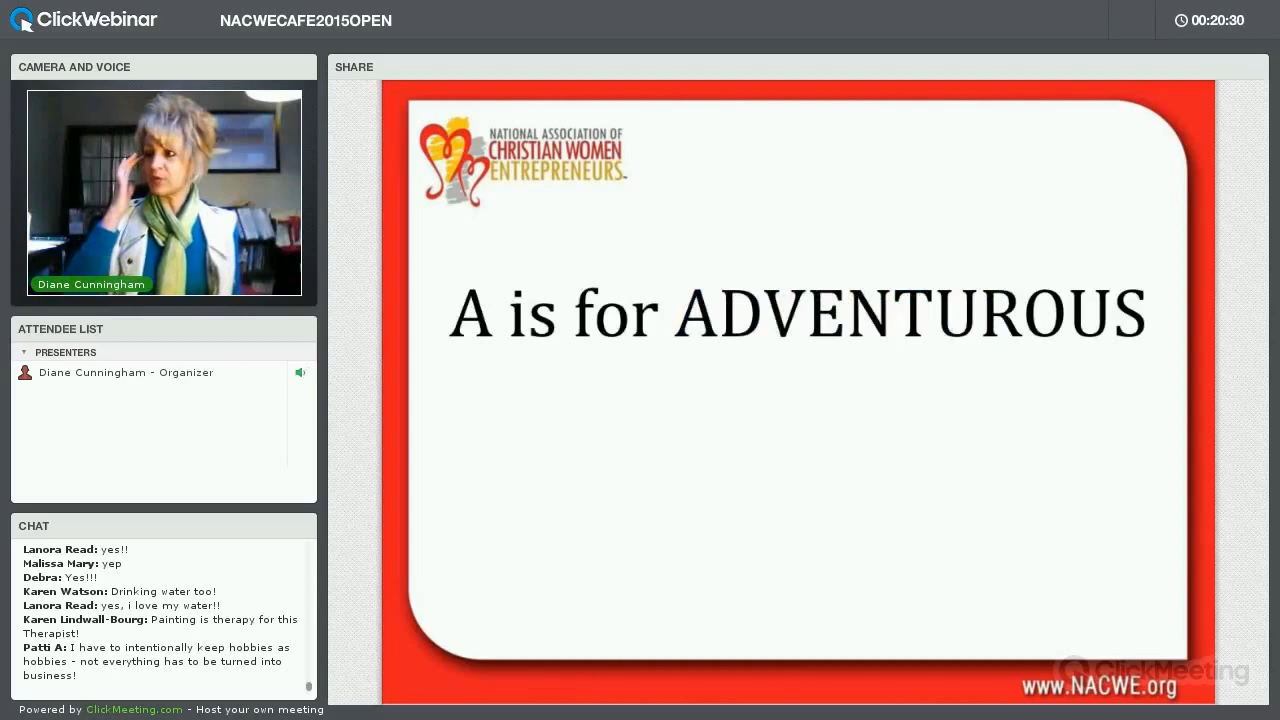 ClickWebinar
NACWECAFE2015OPEN
00:20:30
CAMERA AND VOICE
Diane Cunningham
ATTENDEE LIST
PRESENTERS
Diane Cunningham - Organizer
CHAT
Lanora Read: yes!!
Malissa Mary: yep
Debra: Yes!!!
Karen Watson: Drinking water too!
Lanora Read: yes, i love my water!!
Karen Newell- Bourg: Painting is therapy for this
Therapist!
Patti A: yes and I intentionally keep hobbies as
hobbies. not everything has to be turned into
business.
Powered by ClickMeeting.com - Host your own meeting
SHARE
NATIONAL ASSOCIATION OF
CHRISTIAN WOMEN
ENTREPRENEURS
A is for ADVENTUROUS
ClickMeeting
www.NACWE.org